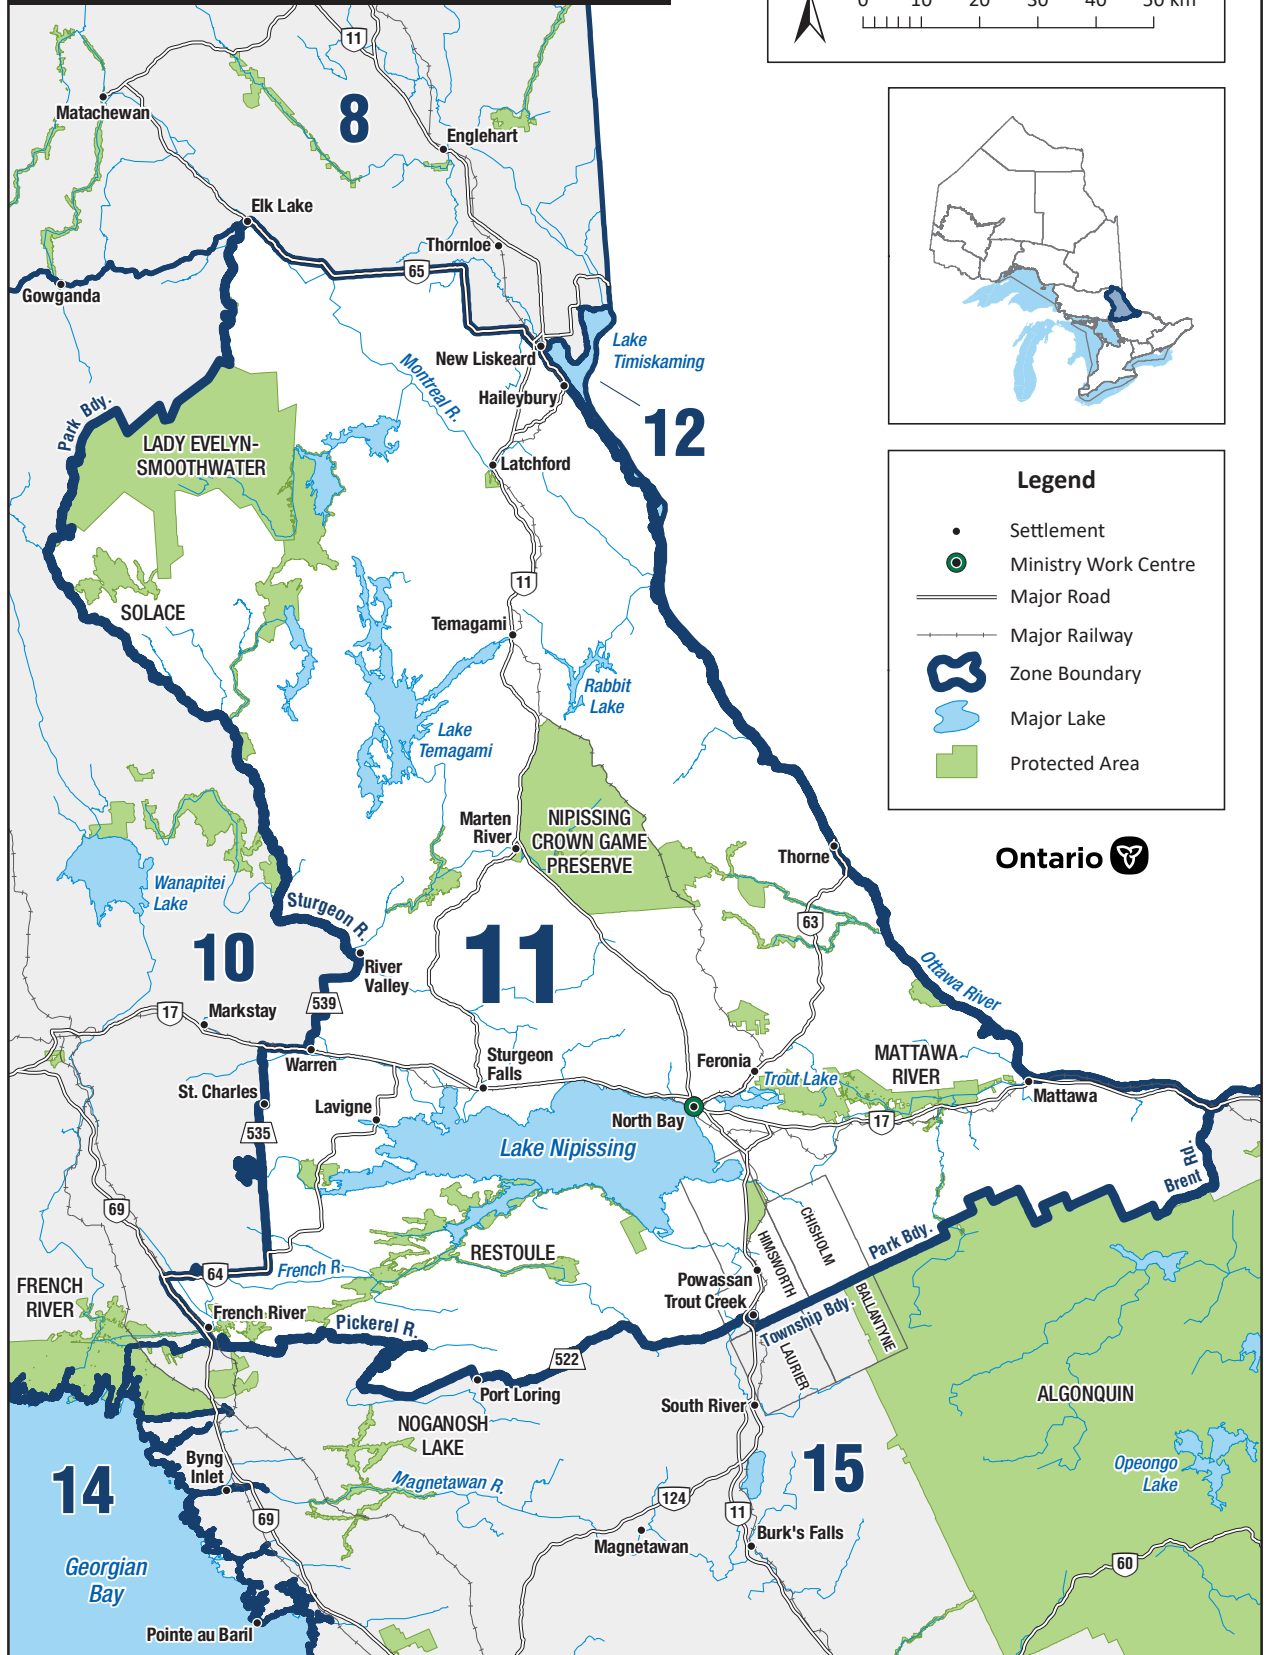 0 10 20 30 40 50 km
11
Matachewan
8
Englehart
Elk Lake
Thornloe
65
Gowganda
Lake
Timiskaming
New Liskeard
Montreal R.
Haileybury
Park Bdy.
12
LADY EVELYN-
SMOOTHWATER
Latchford
Legend
Settlement
Ministry Work Centre
Major Road
Major Railway
Zone Boundary
Major Lake
Protected Area
11
SOLACE
Temagami
Rabbit
Lake
Lake
Temagami
Marten
River
NIPISSING
CROWN GAME
PRESERVE
Thorne
Ontario
Wanapitei
Lake
Sturgeon R.
63
10
11
River
Valley
Ottawa River
539
17
Markstay
Warren
Sturgeon
Falls
Feronia
MATTAWA
RIVER
Trout Lake
St. Charles
Lavigne
North Bay
Mattawa
17
535
Lake Nipissing
Brent Rd.
69
CHISHOLM
HIMSWORTH
Park Bdy.
RESTOULE
64
French R.
Powassan
FRENCH
RIVER
Trout Creek
Township Bdy.
BALLANTYNE
French River
Pickerel R.
LAURIER
522
Port Loring
ALGONQUIN
South River
NOGANOSH
LAKE
Byng
Inlet
14
15
Opeongo
Lake
Magnetawan R.
124
11
69
Burk's Falls
Magnetawan
60
Georgian
Bay
Pointe au Baril